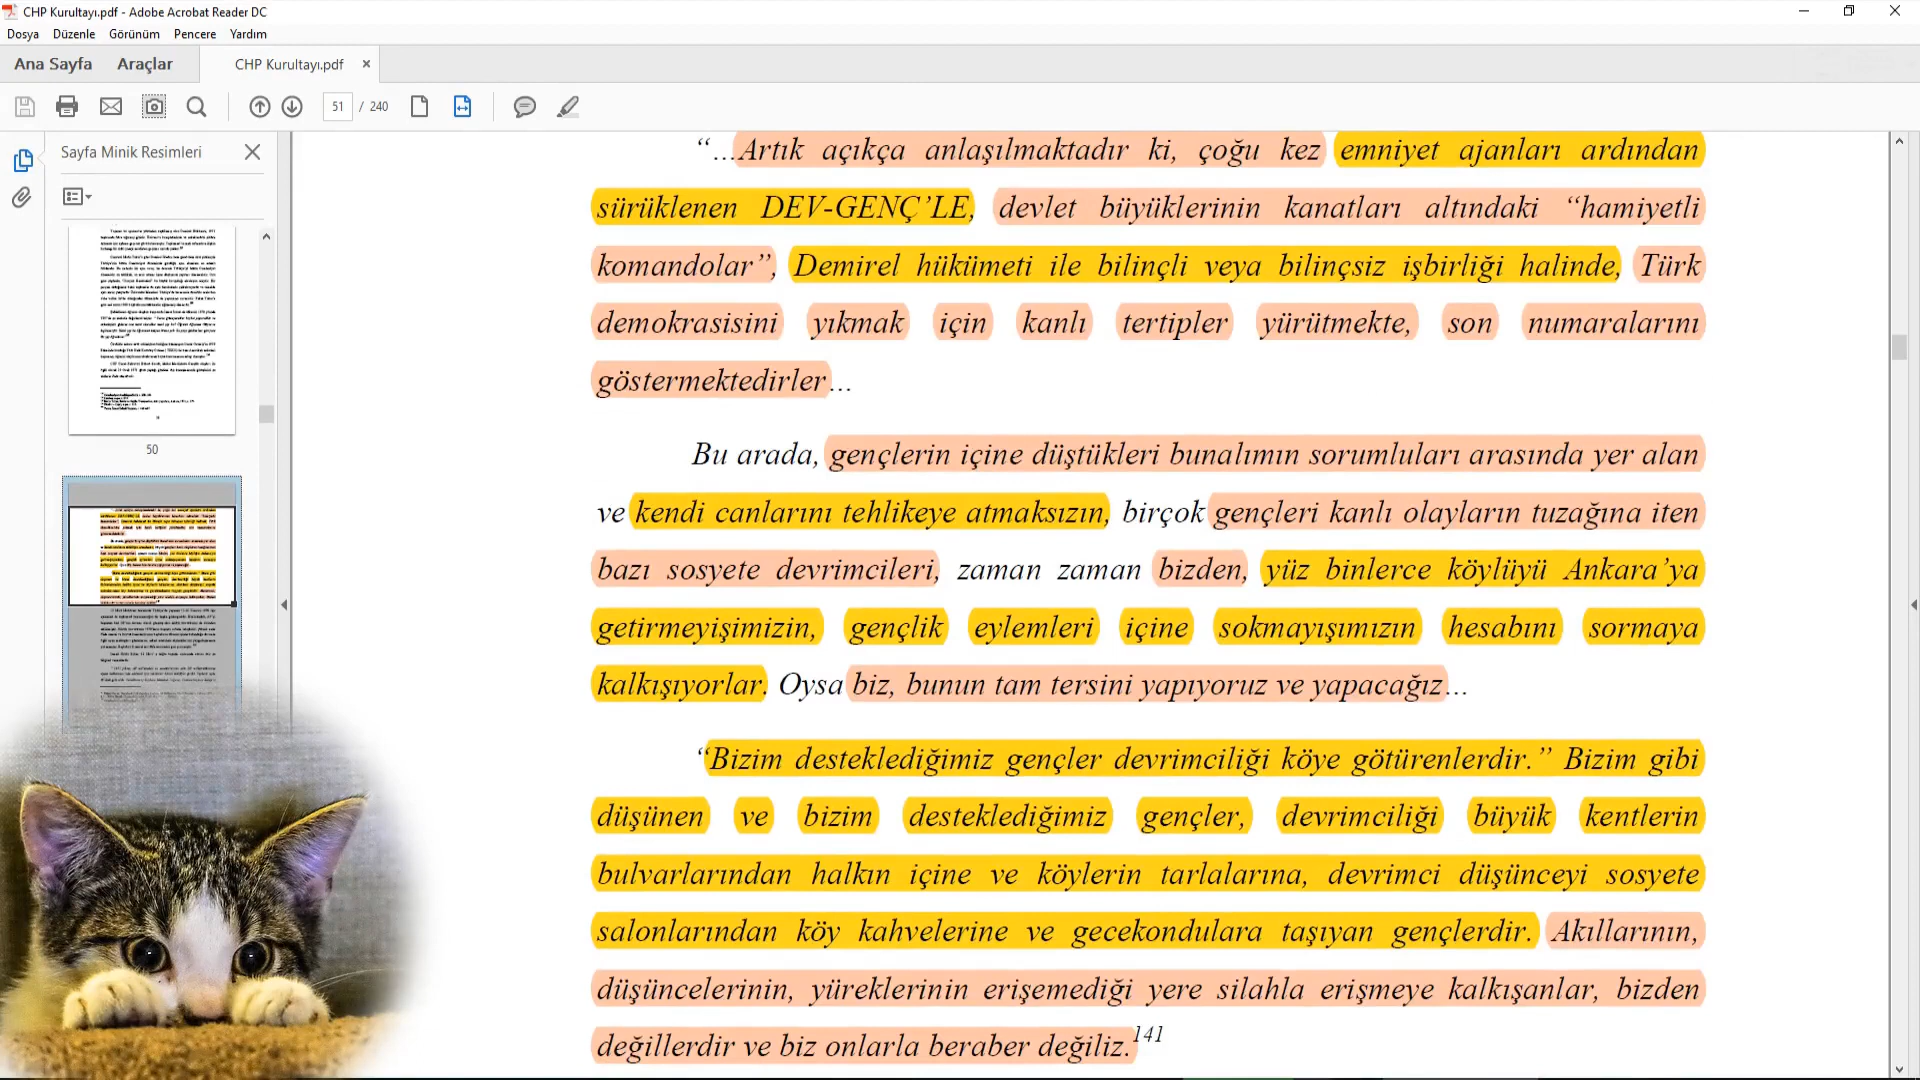 CHP Kurultayı.pdf - Adobe Acrobat Reader DC
Dosya Düzenle Görünüm Pencere Yardım
Ana Sayfa Araçlar CHP Kurultayı.pdf ×
51 / 240
Sayfa Minik Resimleri
50
“...Artık açıkça anlaşılmaktadır ki, çoğu kez emniyet ajanları ardından
sürüklenen DEV-GENÇ’LE, devlet büyüklerinin kanatları altındaki “hamiyetli
komandolar”, Demirel hükümeti ile bilinçli veya bilinçsiz işbirliği halinde, Türk
demokrasisini yıkmak için kanlı tertipler yürütmekte, son numaralarını
göstermektedirler...
Bu arada, gençlerin içine düştükleri bunalımın sorumluları arasında yer alan
ve kendi canlarını tehlikeye atmaksızın, birçok gençleri kanlı olayların tuzağına iten
bazı sosyete devrimcileri, zaman zaman bizden, yüz binlerce köylüyü Ankara’ya
getirmeyişimizin, gençlik eylemleri içine sokmayışımızın hesabını sormaya
kalkışıyorlar. Oysa biz, bunun tam tersini yapıyoruz ve yapacağız...
“Bizim desteklediğimiz gençler devrimciliği köye götürenlerdir.” Bizim gibi
düşünen ve bizim desteklediğimiz gençler, devrimciliği büyük kentlerin
bulvarlarından halkın içine ve köylerin tarlalarına, devrimci düşünceyi sosyete
salonlarından köy kahvelerine ve gecekondulara taşıyan gençlerdir. Akıllarının,
düşüncelerinin, yüreklerinin erişemediği yere silahla erişmeye kalkışanlar, bizden
değillerdir ve biz onlarla beraber değiliz.141